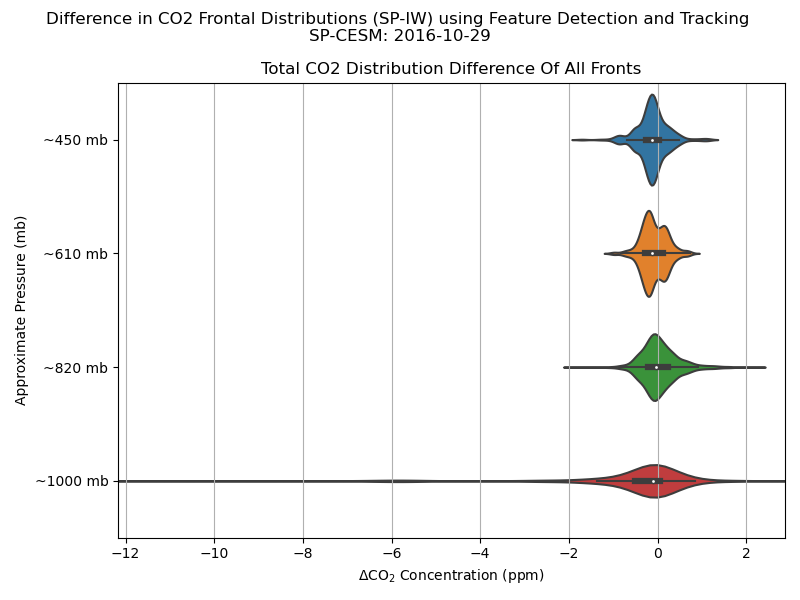 Difference in CO2 Frontal Distributions (SP-IW) using Feature Detection and Tracking
SP-CESM: 2016-10-29
Total CO2 Distribution Difference Of All Fronts
~450 mb
~610 mb
~820 mb
~1000 mb
Approximate Pressure (mb)
−12 −10 −8 −6 −4 −2 0 2
ΔCO₂ Concentration (ppm)